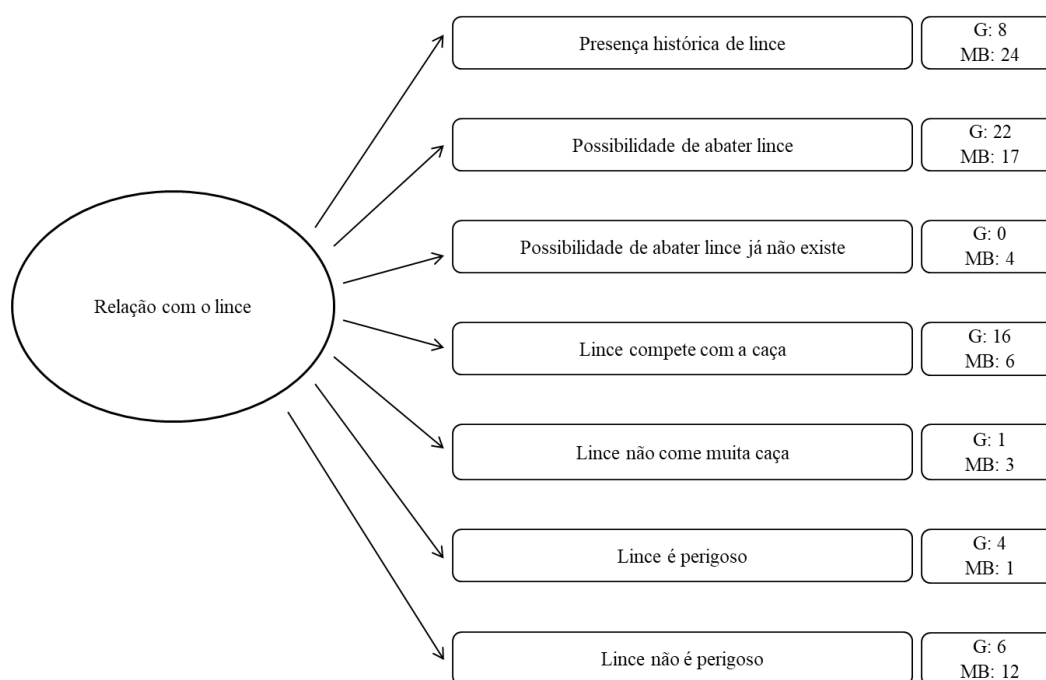 Presença histórica de lince
G: 8
MB: 24
Possibilidade de abater lince
G: 22
MB: 17
Possibilidade de abater lince já não existe
G: 0
MB: 4
Relação com o lince
Lince compete com a caça
G: 16
MB: 6
Lince não come muita caça
G: 1
MB: 3
Lince é perigoso
G: 4
MB: 1
Lince não é perigoso
G: 6
MB: 12